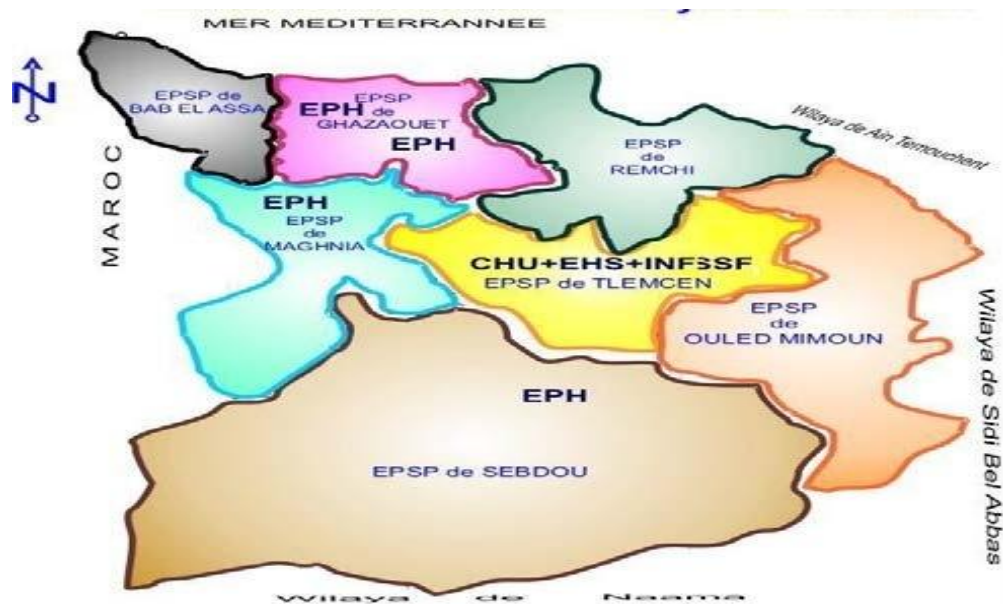 MER MEDITERRANNEE
N
EPSP de
BAB EL ASSA
EPH
EPSP
de
GHAZAOUET
EPH
EPSP
de
REMCHI
Wilaya de Ain Temouchent
MAROC
EPH
EPSP
de
MAGHNIA
CHU+EHS+INFSSF
EPSP de TLEMCEN
EPSP
de
OULED MIMOUN
Wilaya de Sidi Bel Abbas
EPH
EPSP de SEBDOU
Wilaya de Naama